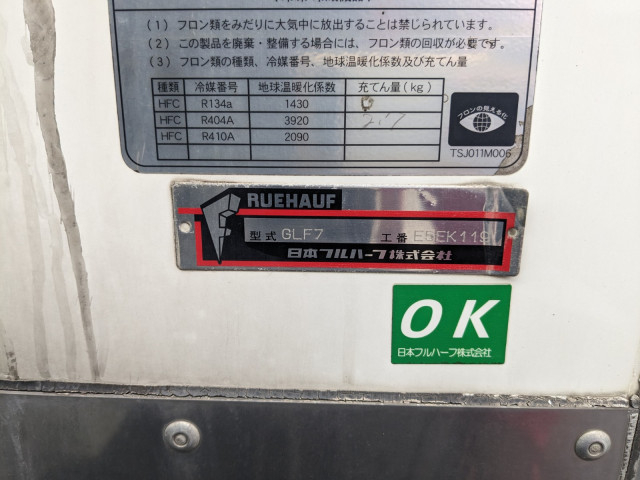 (1) フロン類をみだりに大気中に放出することは禁じられています。
(2) この製品を廃棄・整備する場合には、フロン類の回収が必要です。
(3) フロン類の種類、冷媒番号、地球温暖化係数及び充てん量
種類 冷媒番号 地球温暖化係数 充てん量(kg)
HFC R134a 1430
HFC R404A 3920
HFC R410A 2090
フロンの見える化
TSJ011M006
FRUEHAUF
型式 GLF7 工番
日本フルハーフ株式会社
OK
日本フルハーフ株式会社